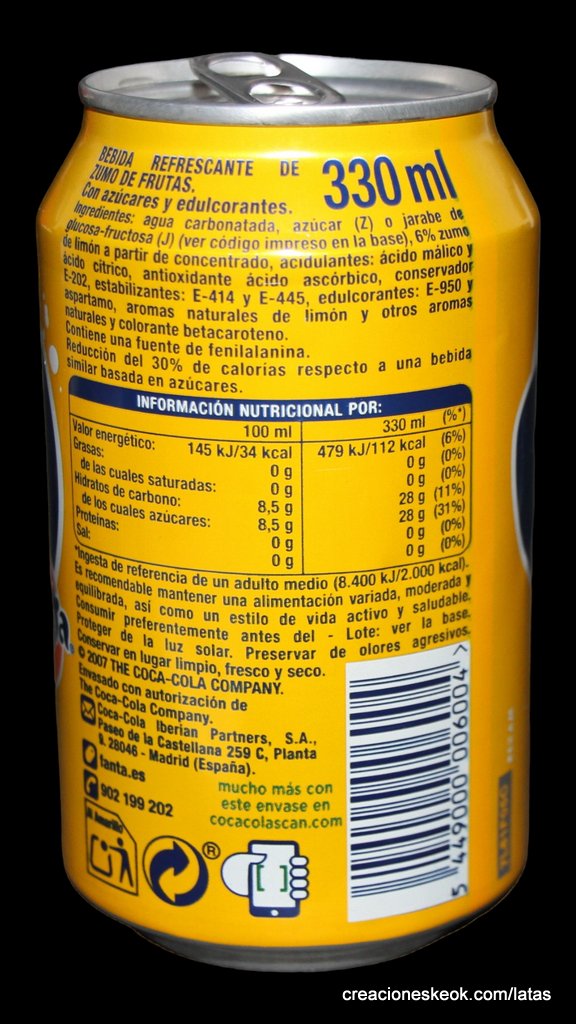 BEBIDA REFRESCANTE DE
ZUMO DE FRUTAS.
Con azúcares y edulcorantes.
330 ml
Ingredientes: agua carbonatada, azúcar (Z) o jarabe de
glucosa-fructosa (J) (ver código impreso en la base), 6% zumo
de limón a partir de concentrado, acidulantes: ácido málico y
ácido cítrico, antioxidante ácido ascórbico, conservador
E-202, estabilizantes: E-414 y E-445, edulcorantes: E-950 y
aspartamo, aromas naturales de limón y otros aromas
naturales y colorante betacaroteno.
Contiene una fuente de fenilalanina.
Reducción del 30% de calorías respecto a una bebida
similar basada en azúcares.
INFORMACIÓN NUTRICIONAL POR:
100 ml 330 ml (%*)
Valor energético: 145 kJ/34 kcal 479 kJ/112 kcal (6%)
Grasas: 0 g 0 g (0%)
de las cuales saturadas: 0 g 0 g (0%)
Hidratos de carbono: 8,5 g 28 g (11%)
de los cuales azúcares: 8,5 g 28 g (31%)
Proteínas: 0 g 0 g (0%)
Sal: 0 g 0 g (0%)
*Ingesta de referencia de un adulto medio (8.400 kJ/2.000 kcal).
Es recomendable mantener una alimentación variada, moderada y
equilibrada, así como un estilo de vida activo y saludable.
Consumir preferentemente antes del - Lote: ver la base.
Proteger de la luz solar. Preservar de olores agresivos.
Conservar en lugar limpio, fresco y seco.
© 2007 THE COCA-COLA COMPANY.
Envasado con autorización de
The Coca-Cola Company.
Coca-Cola Iberian Partners, S.A.,
Paseo de la Castellana 259 C, Planta
9. 28046 - Madrid (España).
fanta.es
902 199 202
mucho más con
este envase en
cocacolascan.com
Al Amarillo
®
5 449000 006004 >
creacioneskeok.com/latas